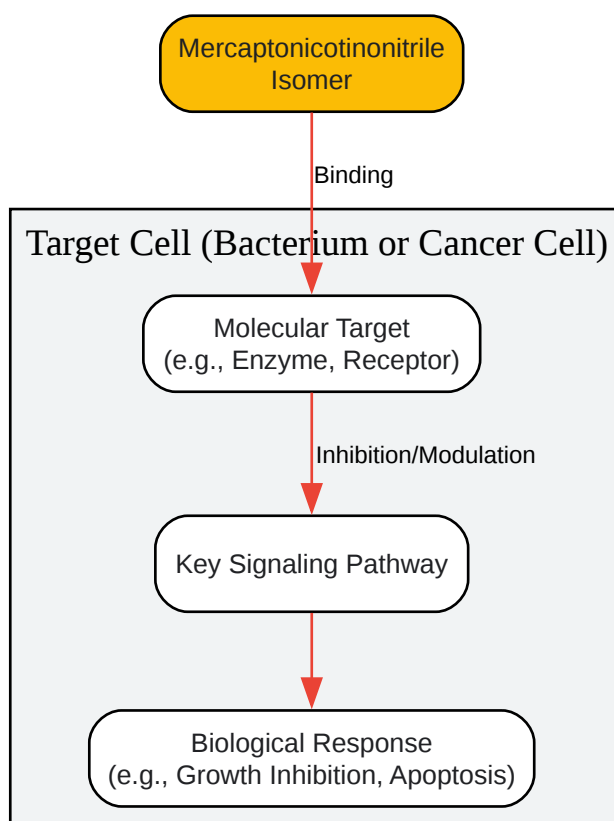 Mercaptonicotinonitrile
Isomer
Binding
Target Cell (Bacterium or Cancer Cell)
Molecular Target
(e.g., Enzyme, Receptor)
Inhibition/Modulation
Key Signaling Pathway
Biological Response
(e.g., Growth Inhibition, Apoptosis)